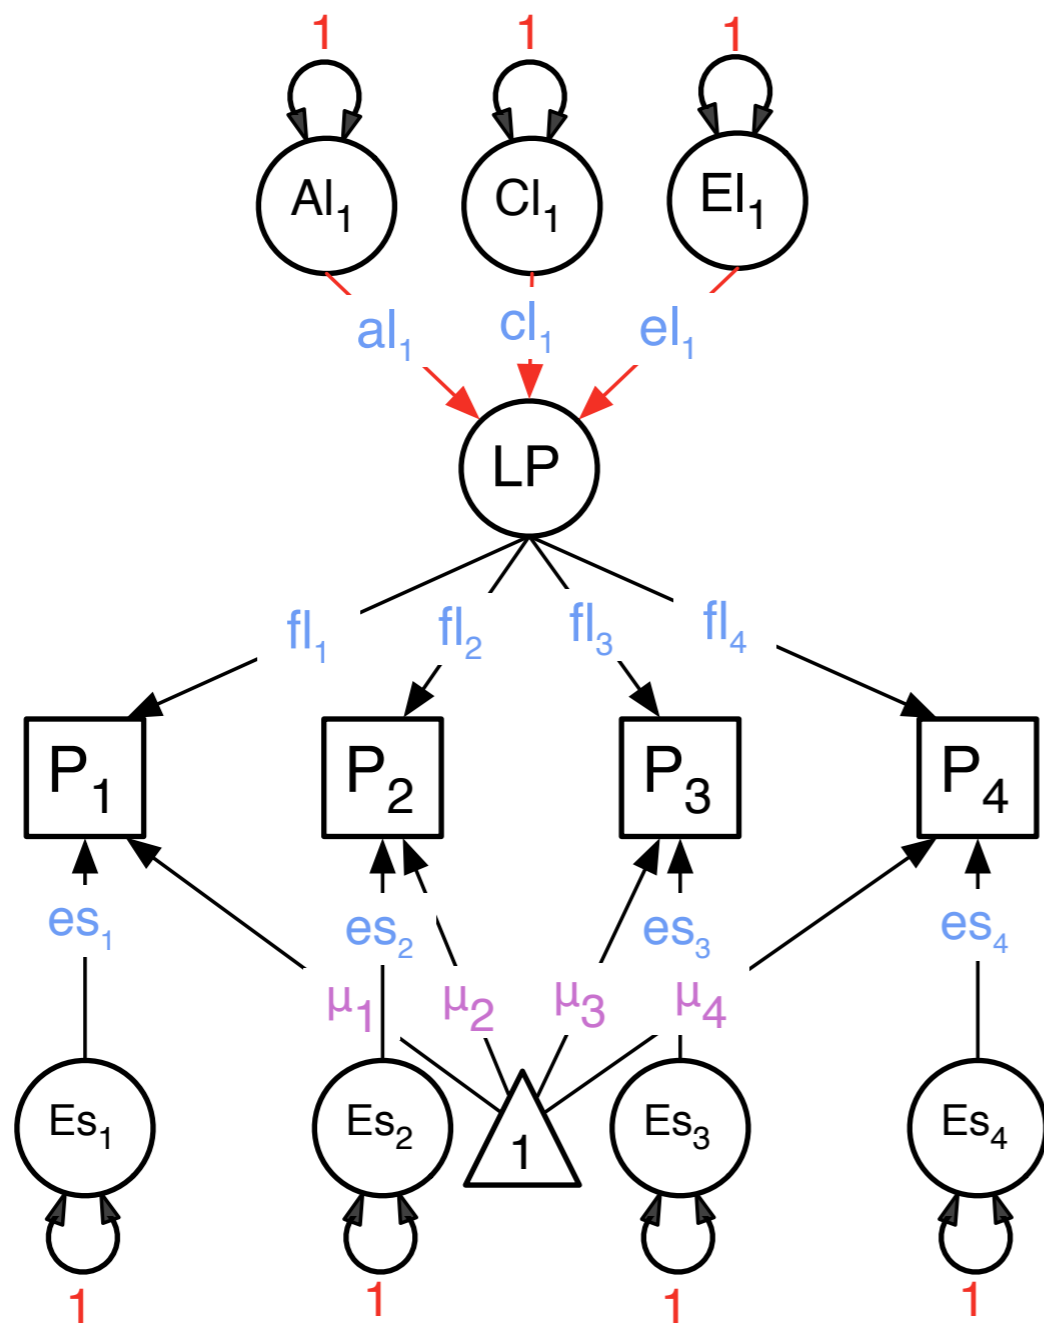 1 1 1
Al₁ Cl₁ El₁
al₁ cl₁ el₁
LP
fl₁ fl₂ fl₃ fl₄
P₁ P₂ P₃ P₄
es₁ es₂ es₃ es₄
μ₁ μ₂ μ₃ μ₄
Es₁ Es₂ 1 Es₃ Es₄
1 1 1 1